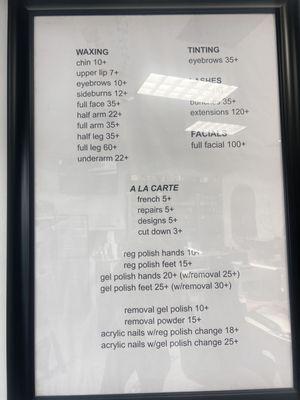 WAXING
chin 10+
upper lip 7+
eyebrows 10+
sideburns 12+
full face 35+
half arm 22+
full arm 35+
half leg 35+
full leg 60+
underarm 22+
TINTING
eyebrows 35+
LASHES
bunches 35+
extensions 120+
FACIALS
full facial 100+
A LA CARTE
french 5+
repairs 5+
designs 5+
cut down 3+
reg polish hands 10+
reg polish feet 15+
gel polish hands 20+ (w/removal 25+)
gel polish feet 25+ (w/removal 30+)
removal gel polish 10+
removal powder 15+
acrylic nails w/reg polish change 18+
acrylic nails w/gel polish change 25+